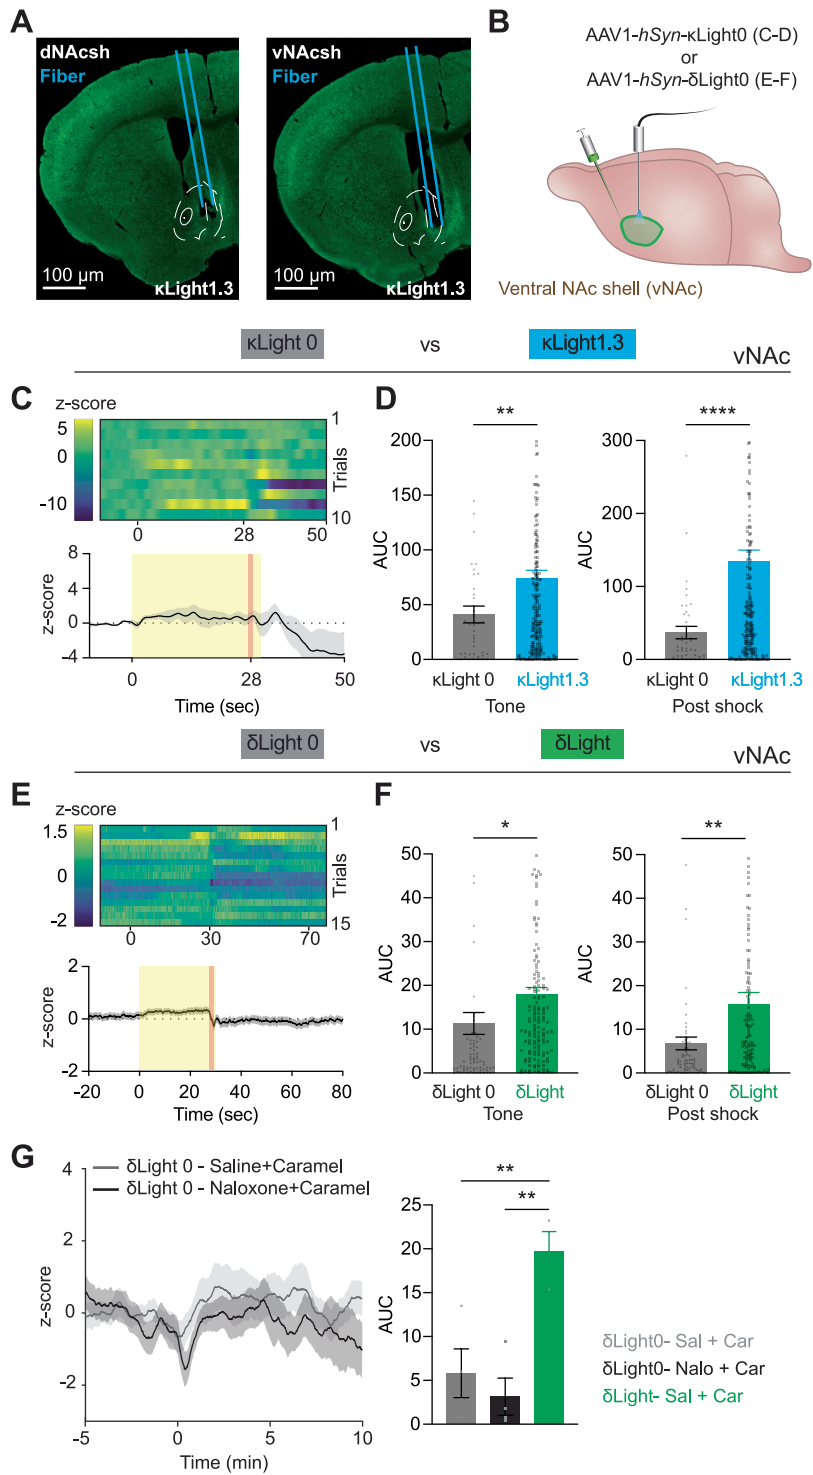 A
dNAcsh
Fiber
100 µm
κLight1.3
vNAcsh
Fiber
100 µm
κLight1.3
B
AAV1-hSyn-κLight0 (C-D)
or
AAV1-hSyn-δLight0 (E-F)
Ventral NAc shell (vNAc)
κLight 0
vs
κLight1.3
vNAc
C
z-score
5
0
-10
1
Trials
10
0
28
50
8
4
0
-4
z-score
0
28
50
Time (sec)
D
**
200
150
100
50
0
AUC
κLight 0
κLight1.3
Tone
****
300
200
100
0
AUC
κLight 0
κLight1.3
Post shock
δLight 0
vs
δLight
vNAc
E
z-score
1.5
0
-2
1
Trials
15
0
30
70
2
0
-2
z-score
-20
0
20
40
60
80
Time (sec)
F
*
50
40
30
20
10
0
AUC
δLight 0
δLight
Tone
**
50
40
30
20
10
0
AUC
δLight 0
δLight
Post shock
G
δLight 0 - Saline+Caramel
δLight 0 - Naloxone+Caramel
4
2
0
-2
z-score
-5
0
5
10
Time (min)
**
**
25
20
15
10
5
0
AUC
δLight0- Sal + Car
δLight0- Nalo + Car
δLight- Sal + Car